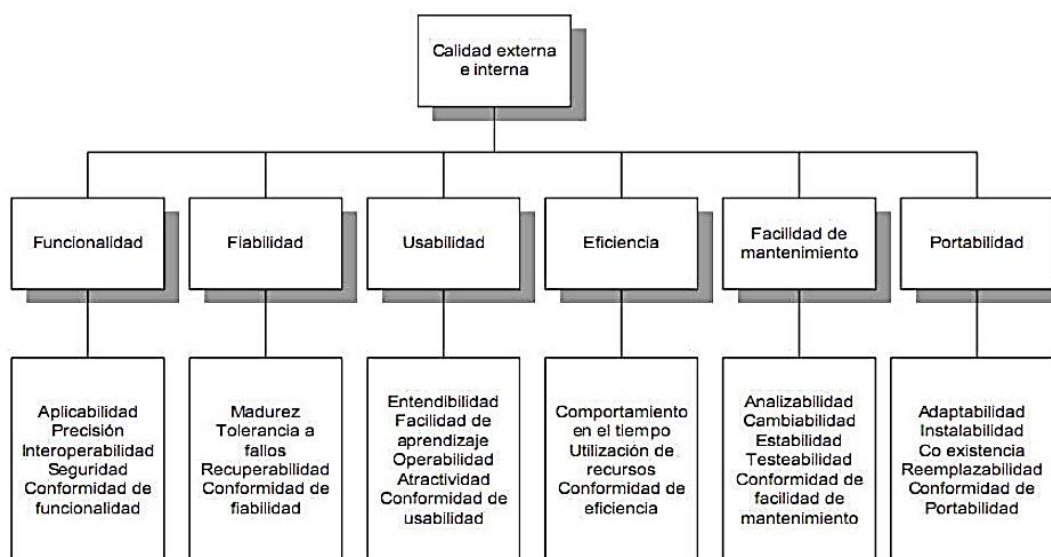 Calidad externa
e interna
Funcionalidad
Fiabilidad
Usabilidad
Eficiencia
Facilidad de
mantenimiento
Portabilidad
Aplicabilidad
Precisión
Interoperabilidad
Seguridad
Conformidad de
funcionalidad
Madurez
Tolerancia a
fallos
Recuperabilidad
Conformidad de
fiabilidad
Entendibilidad
Facilidad de
aprendizaje
Operabilidad
Atractividad
Conformidad de
usabilidad
Comportamiento
en el tiempo
Utilización de
recursos
Conformidad de
eficiencia
Analizabilidad
Cambiabilidad
Estabilidad
Testeabilidad
Conformidad de
facilidad de
mantenimiento
Adaptabilidad
Instalabilidad
Co existencia
Reemplazabilidad
Conformidad de
Portabilidad